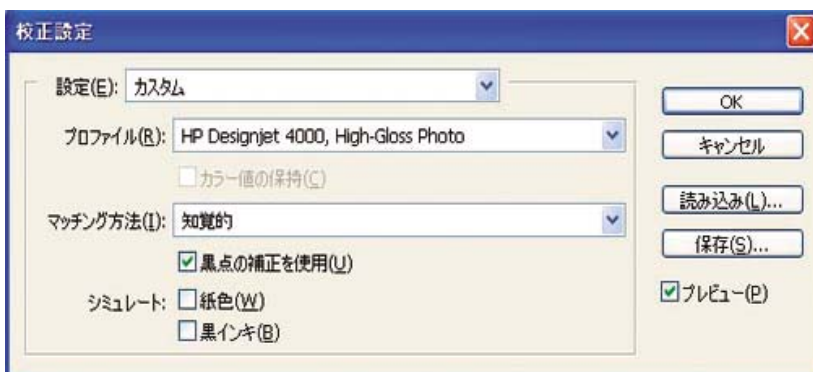 校正設定
設定(E): カスタム
プロファイル(R): HP Designjet 4000, High-Gloss Photo
カラー値の保持(C)
マッチング方法(I): 知覚的
黒点の補正を使用(U)
シミュレート: 紙色(W)
黒インキ(B)
OK
キャンセル
読み込み(L)...
保存(S)...
プレビュー(P)